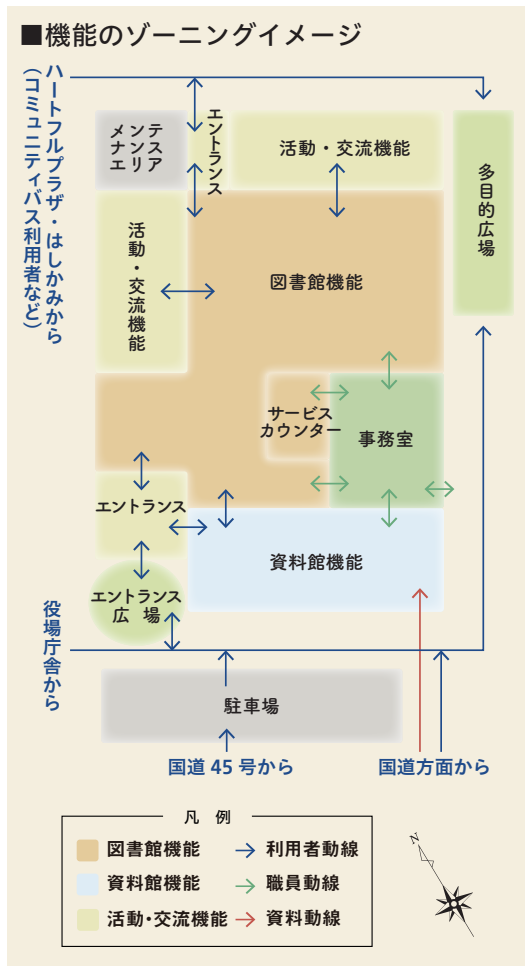 ■機能のゾーニングイメージ
ハートフルプラザ・はしかみから
（コミュニティバス利用者など）
メンテ
ナンス
エリア
エントランス
活動・交流機能
多目的広場
活動・交流機能
図書館機能
サービス
カウンター
事務室
エントランス
資料館機能
エントランス
広場
役場庁舎から
駐車場
国道45号から
国道方面から
凡例
図書館機能
利用者動線
資料館機能
職員動線
活動・交流機能
資料動線
N